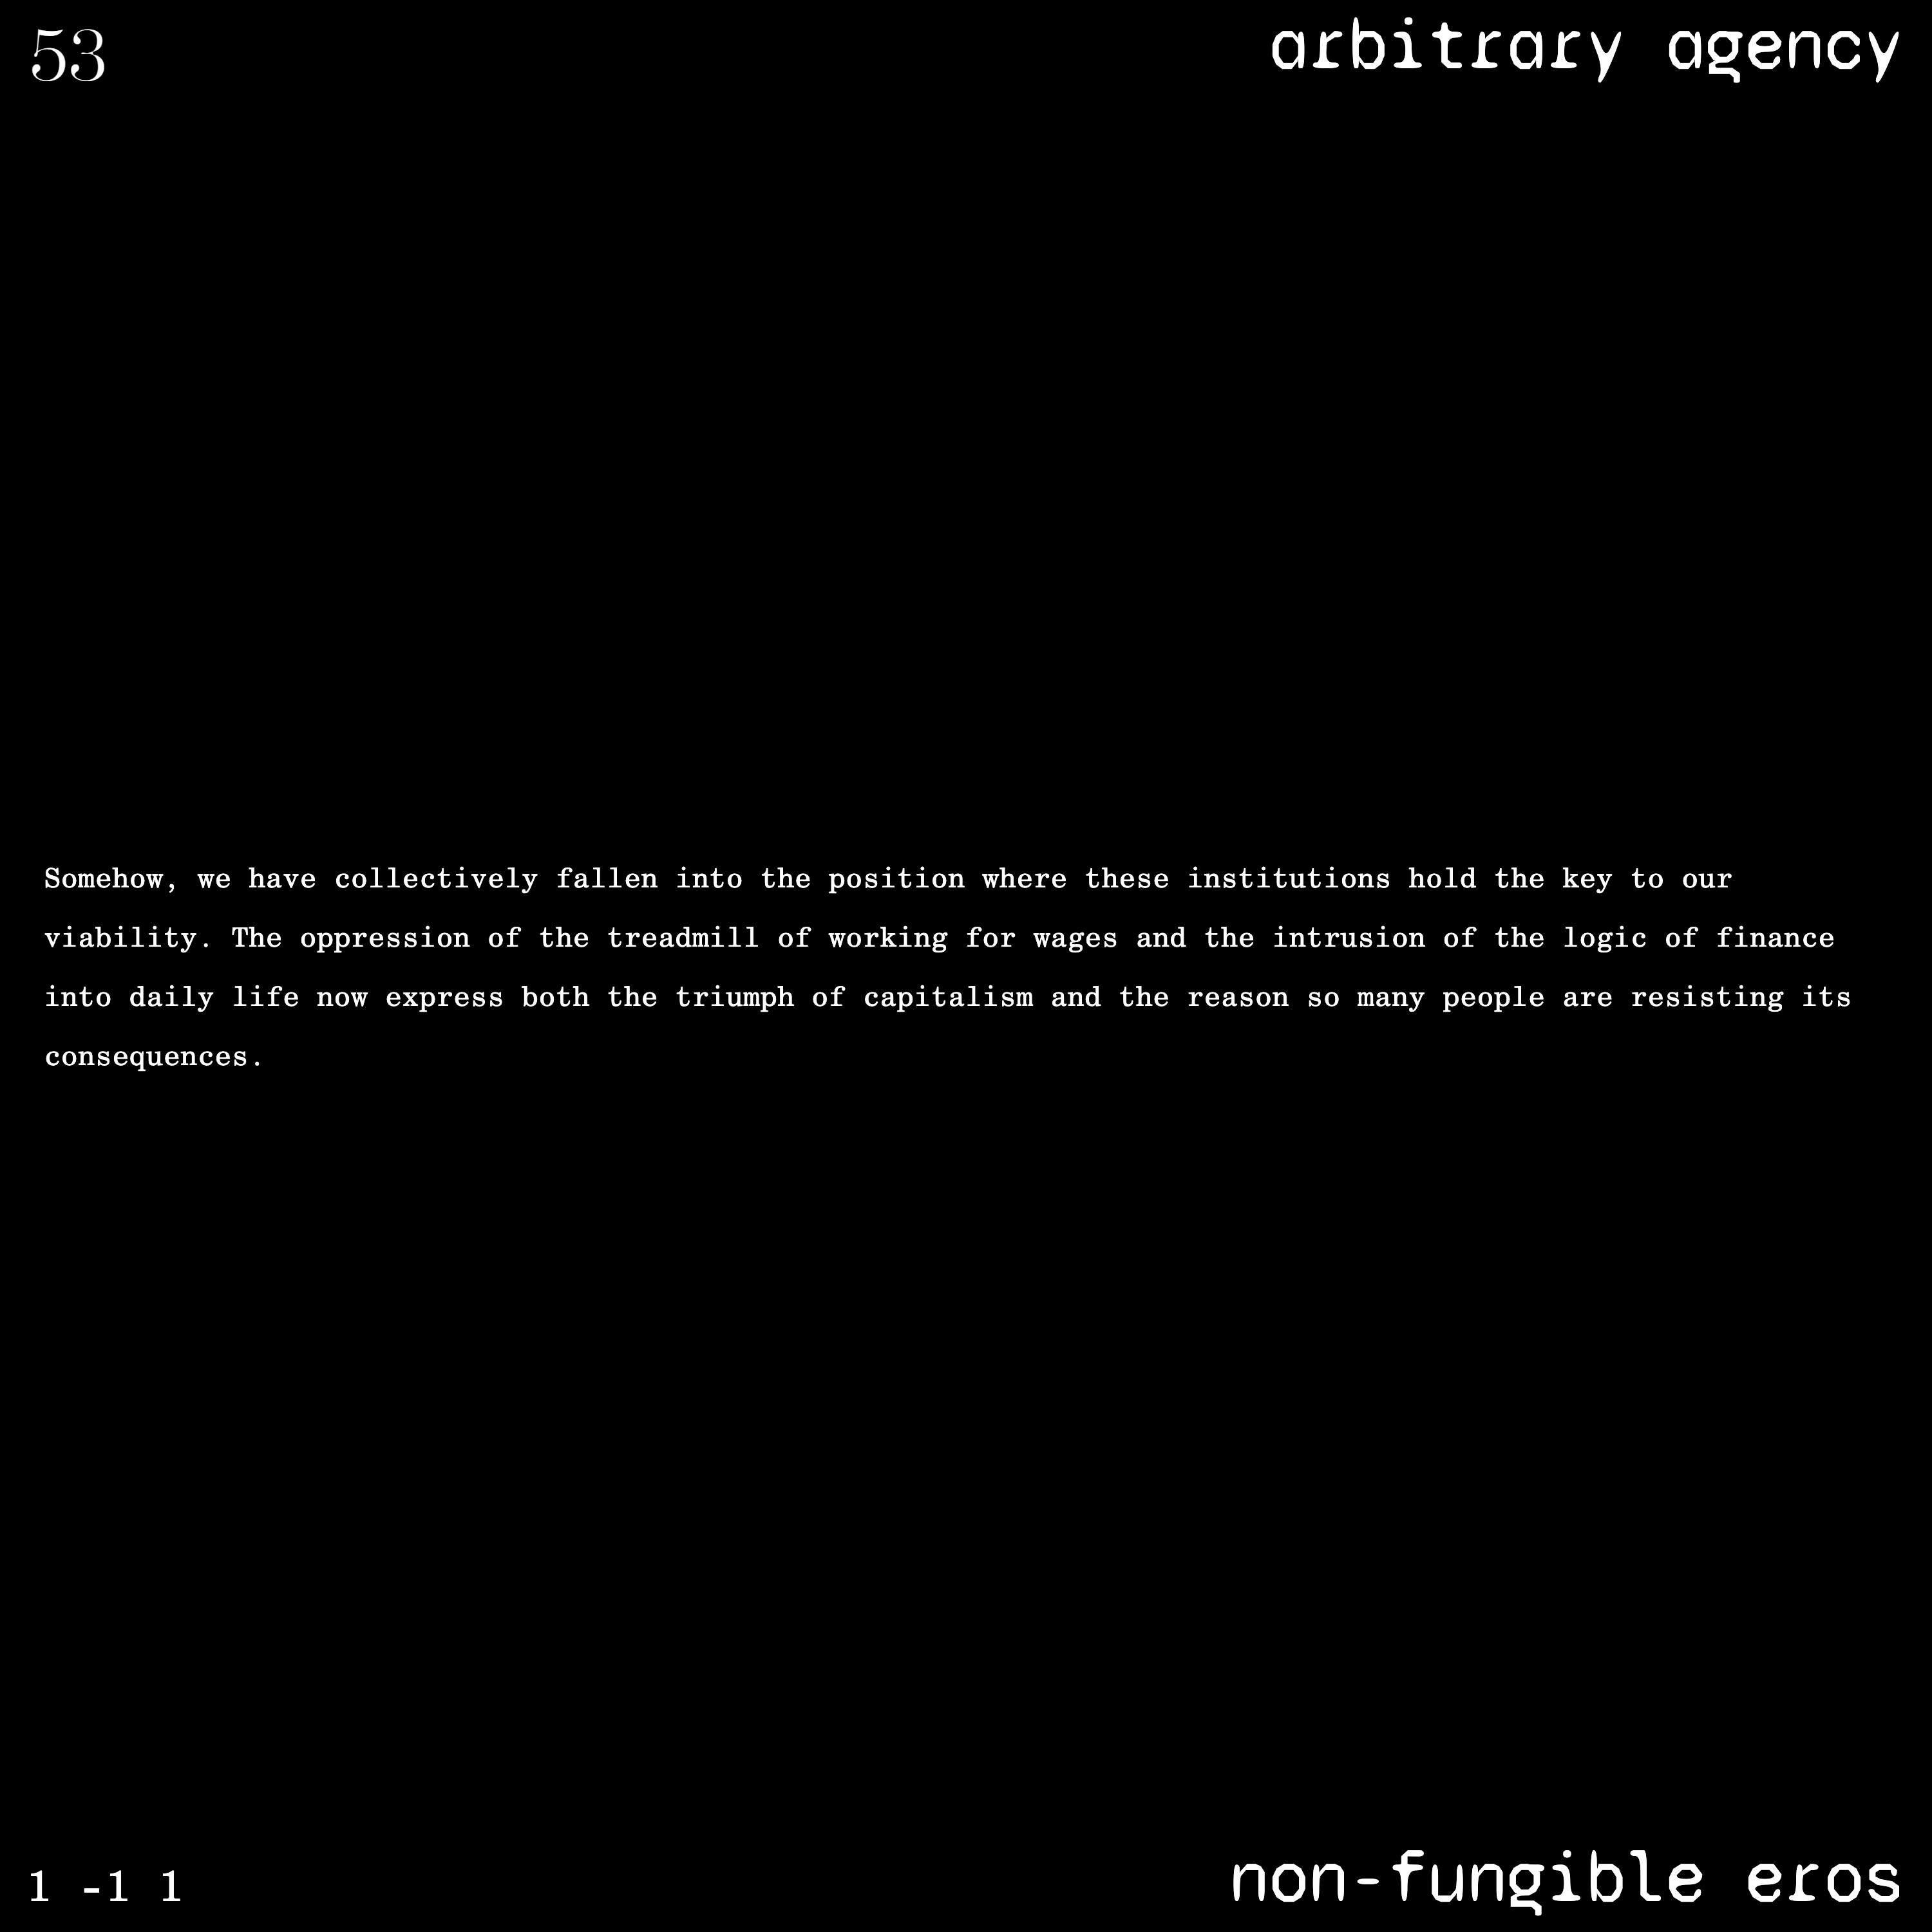 53
arbitrary agency
Somehow, we have collectively fallen into the position where these institutions hold the key to our
viability. The oppression of the treadmill of working for wages and the intrusion of the logic of finance
into daily life now express both the triumph of capitalism and the reason so many people are resisting its
consequences.
1 -1 1
non-fungible eros